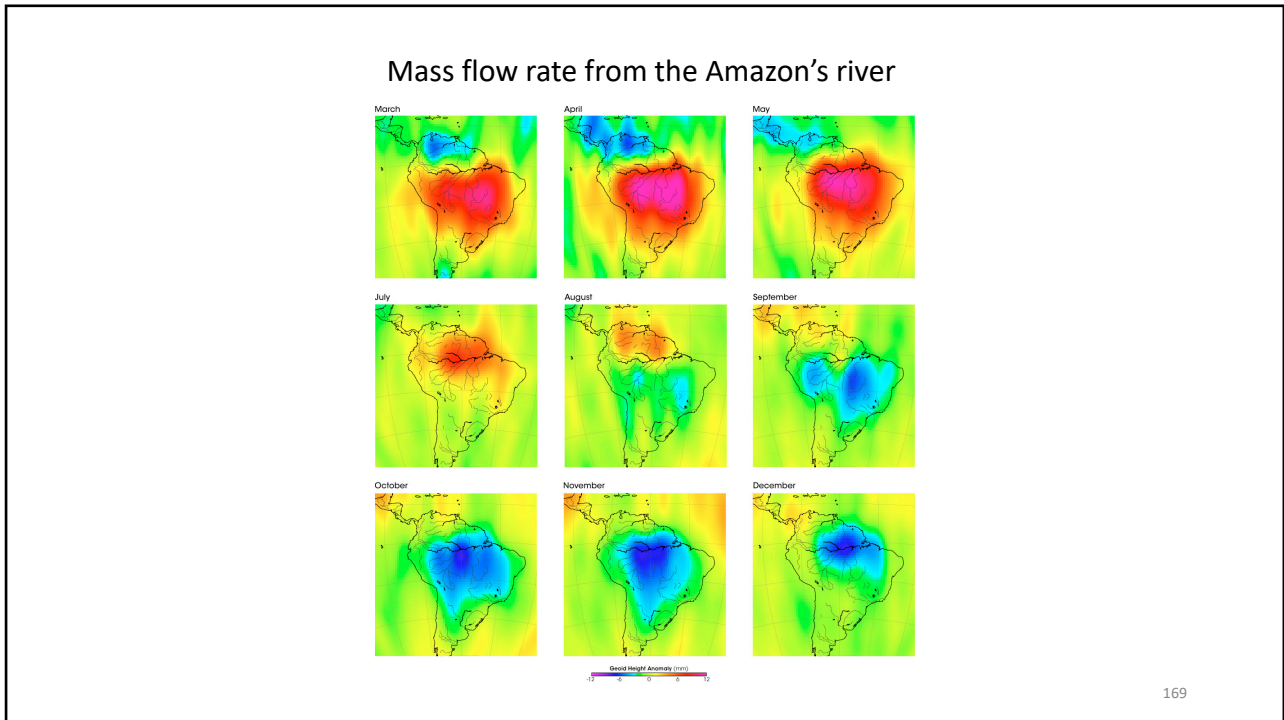 Mass flow rate from the Amazon’s river
March
April
May
July
August
September
October
November
December
Geoid Height Anomaly (mm)
-12 -6 0 6 12
169